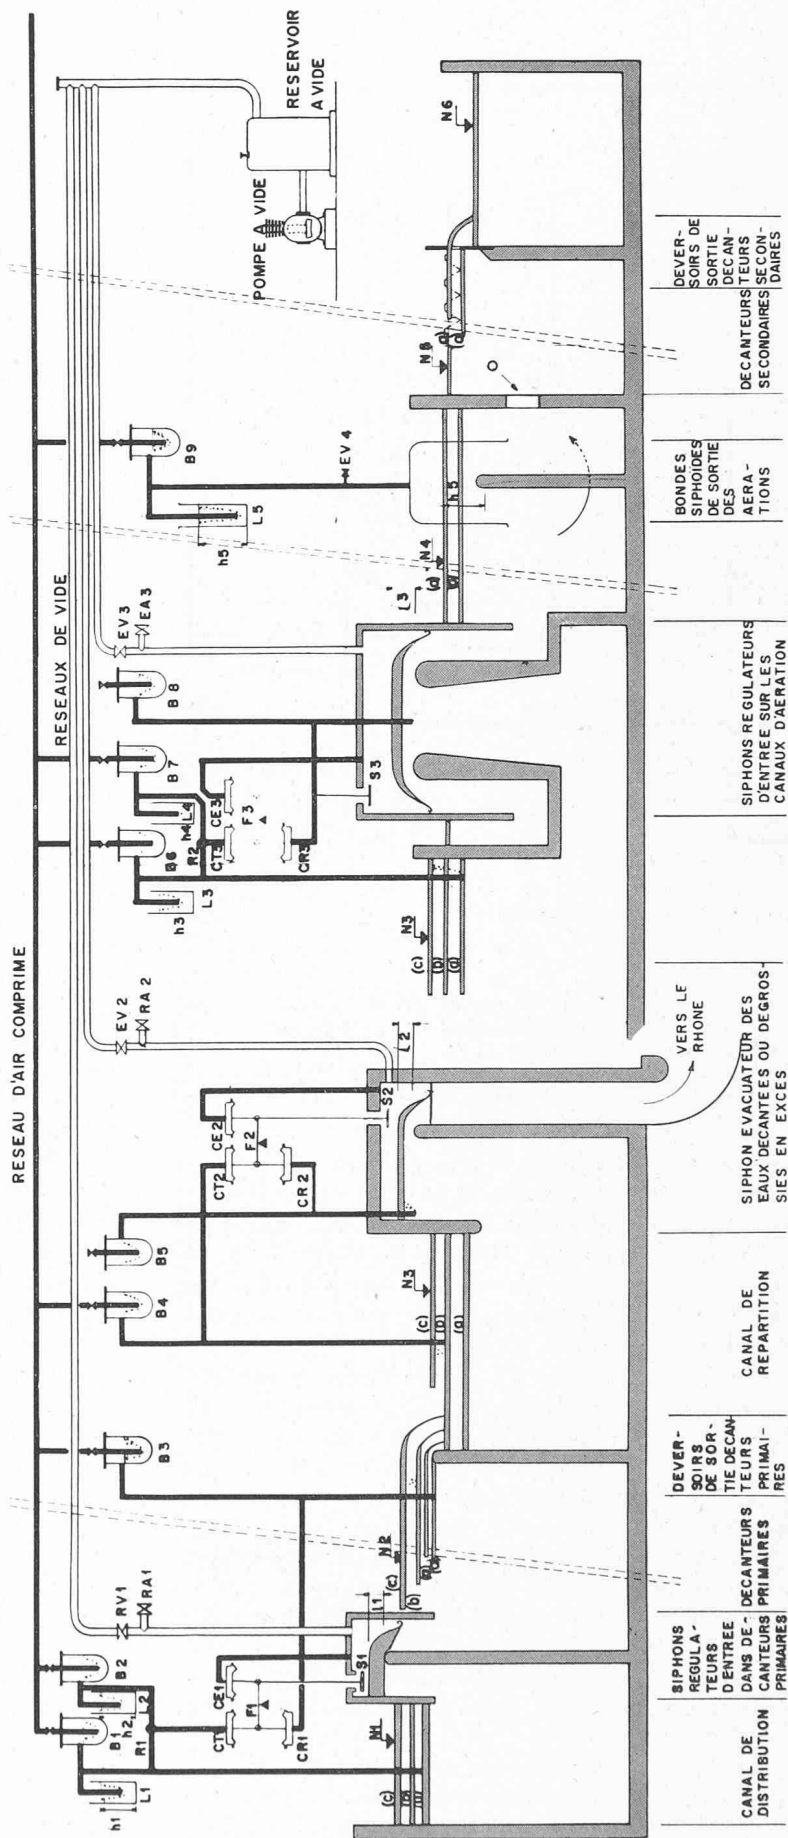 RESEAU D'AIR COMPRIME
RESEAUX DE VIDE
POMPE A VIDE
RESERVOIR
A VIDE
B1
B2
B3
B4
B5
B6
B7
B8
B9
h1
L1
R1
h2
L2
RV1
RA1
CT1
CE1
F1
CR1
S1
l1
EV2
RA2
CT2
CE2
F2
CR2
S2
l2
h3
L3
R2
h4
L4
CT3
CE3
F3
CR3
S3
EV3
EA3
l3
h5
L5
EV4
h5
N1
(c)
(b)
(a)
N2
(c)
(b)
(a)
N3
(c)
(b)
(a)
N3
(c)
(b)
(a)
N4
(a)
N5
O
N6
VERS LE
RHONE
CANAL DE
DISTRIBUTION
SIPHONS
REGULA-
TEURS
D'ENTREE
DANS DE-
CANTEURS
PRIMAIRES
DECANTEURS
PRIMAIRES
DEVER-
SOIRS
DE SOR-
TIE DECAN-
TEURS
PRIMAI-
RES
CANAL DE
REPARTITION
SIPHON EVACUATEUR DES
EAUX DECANTEES OU DEGROS-
SIES EN EXCES
SIPHONS REGULATEURS
D'ENTREE SUR LES
CANAUX D'AERATION
BONDES
SIPHOIDES
DE SORTIE
DES
AERA-
TIONS
DECANTEURS
SECONDAIRES
DEVER-
SOIRS DE
SORTIE
DECAN-
TEURS
SECON-
DAIRES